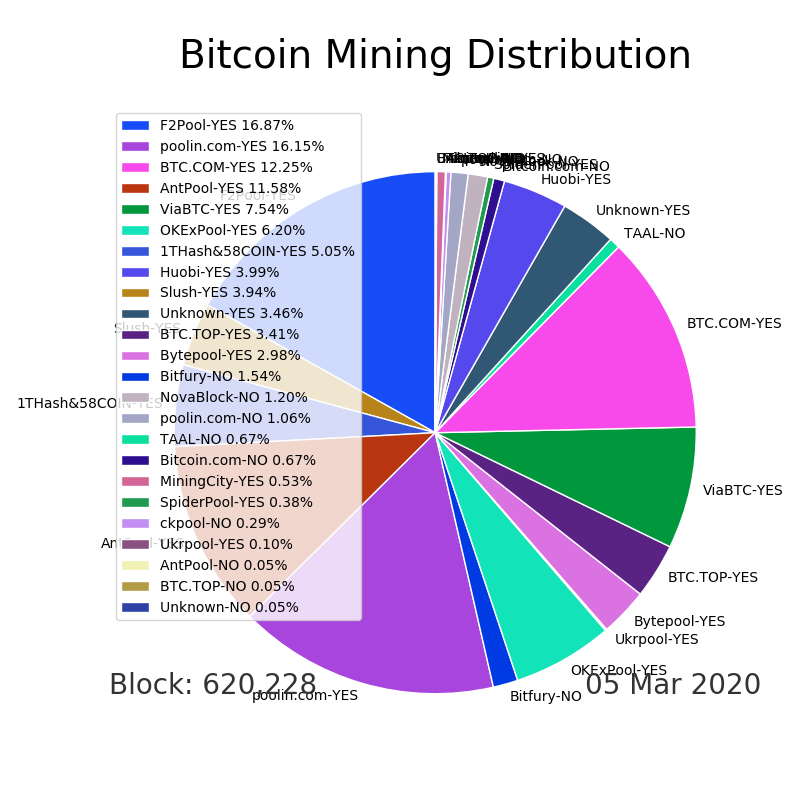 Bitcoin Mining Distribution
F2Pool-YES 16.87%
poolin.com-YES 16.15%
BTC.COM-YES 12.25%
AntPool-YES 11.58%
ViaBTC-YES 7.54%
OKExPool-YES 6.20%
1THash&58COIN-YES 5.05%
Huobi-YES 3.99%
Slush-YES 3.94%
Unknown-YES 3.46%
BTC.TOP-YES 3.41%
Bytepool-YES 2.98%
Bitfury-NO 1.54%
NovaBlock-NO 1.20%
poolin.com-NO 1.06%
TAAL-NO 0.67%
Bitcoin.com-NO 0.67%
MiningCity-YES 0.53%
SpiderPool-YES 0.38%
ckpool-NO 0.29%
Ukrpool-YES 0.10%
AntPool-NO 0.05%
BTC.TOP-NO 0.05%
Unknown-NO 0.05%
F2Pool-YES
Slush-YES
1THash&58COIN-YES
AntPool-YES
poolin.com-YES
Bitfury-NO
OKExPool-YES
Ukrpool-YES
Bytepool-YES
BTC.TOP-YES
ViaBTC-YES
BTC.COM-YES
TAAL-NO
Unknown-YES
Huobi-YES
Bitcoin.com-NO
Block: 620,228
05 Mar 2020